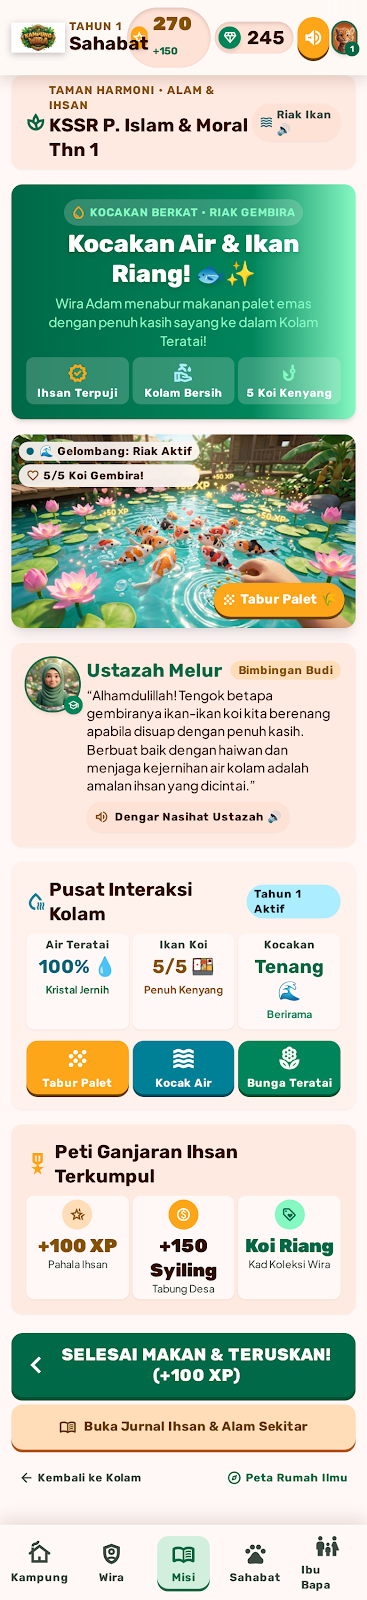 KAMPUNG
WIRA
TAHUN 1
Sahabat
270
+150
245
1
TAMAN HARMONI • ALAM &
IHSAN
KSSR P. Islam & Moral
Thn 1
Riak Ikan
🔊
KOCAKAN BERKAT • RIAK GEMBIRA
Kocakan Air & Ikan
Riang! 🐟✨
Wira Adam menabur makanan palet emas
dengan penuh kasih sayang ke dalam Kolam
Teratai!
Ihsan Terpuji
Kolam Bersih
5 Koi Kenyang
🌊 Gelombang: Riak Aktif
5/5 Koi Gembira!
+50 XP
+50 XP
+50 XP
Tabur Palet 🌾
Ustazah Melur
Bimbingan Budi
“Alhamdulillah! Tengok betapa
gembiranya ikan-ikan koi kita berenang
apabila disuap dengan penuh kasih.
Berbuat baik dengan haiwan dan
menjaga kejernihan air kolam adalah
amalan ihsan yang dicintai.”
Dengar Nasihat Ustazah 🔊
Pusat Interaksi
Kolam
Tahun 1
Aktif
Air Teratai
100% 💧
Kristal Jernih
Ikan Koi
5/5 🍱
Penuh Kenyang
Kocakan
Tenang
🌊
Berirama
Tabur Palet
Kocak Air
Bunga Teratai
Peti Ganjaran Ihsan
Terkumpul
+100 XP
Pahala Ihsan
+150
Syiling
Tabung Desa
Koi Riang
Kad Koleksi Wira
SELESAI MAKAN & TERUSKAN!
(+100 XP)
Buka Jurnal Ihsan & Alam Sekitar
Kembali ke Kolam
Peta Rumah Ilmu
Kampung
Wira
Misi
Sahabat
Ibu
Bapa